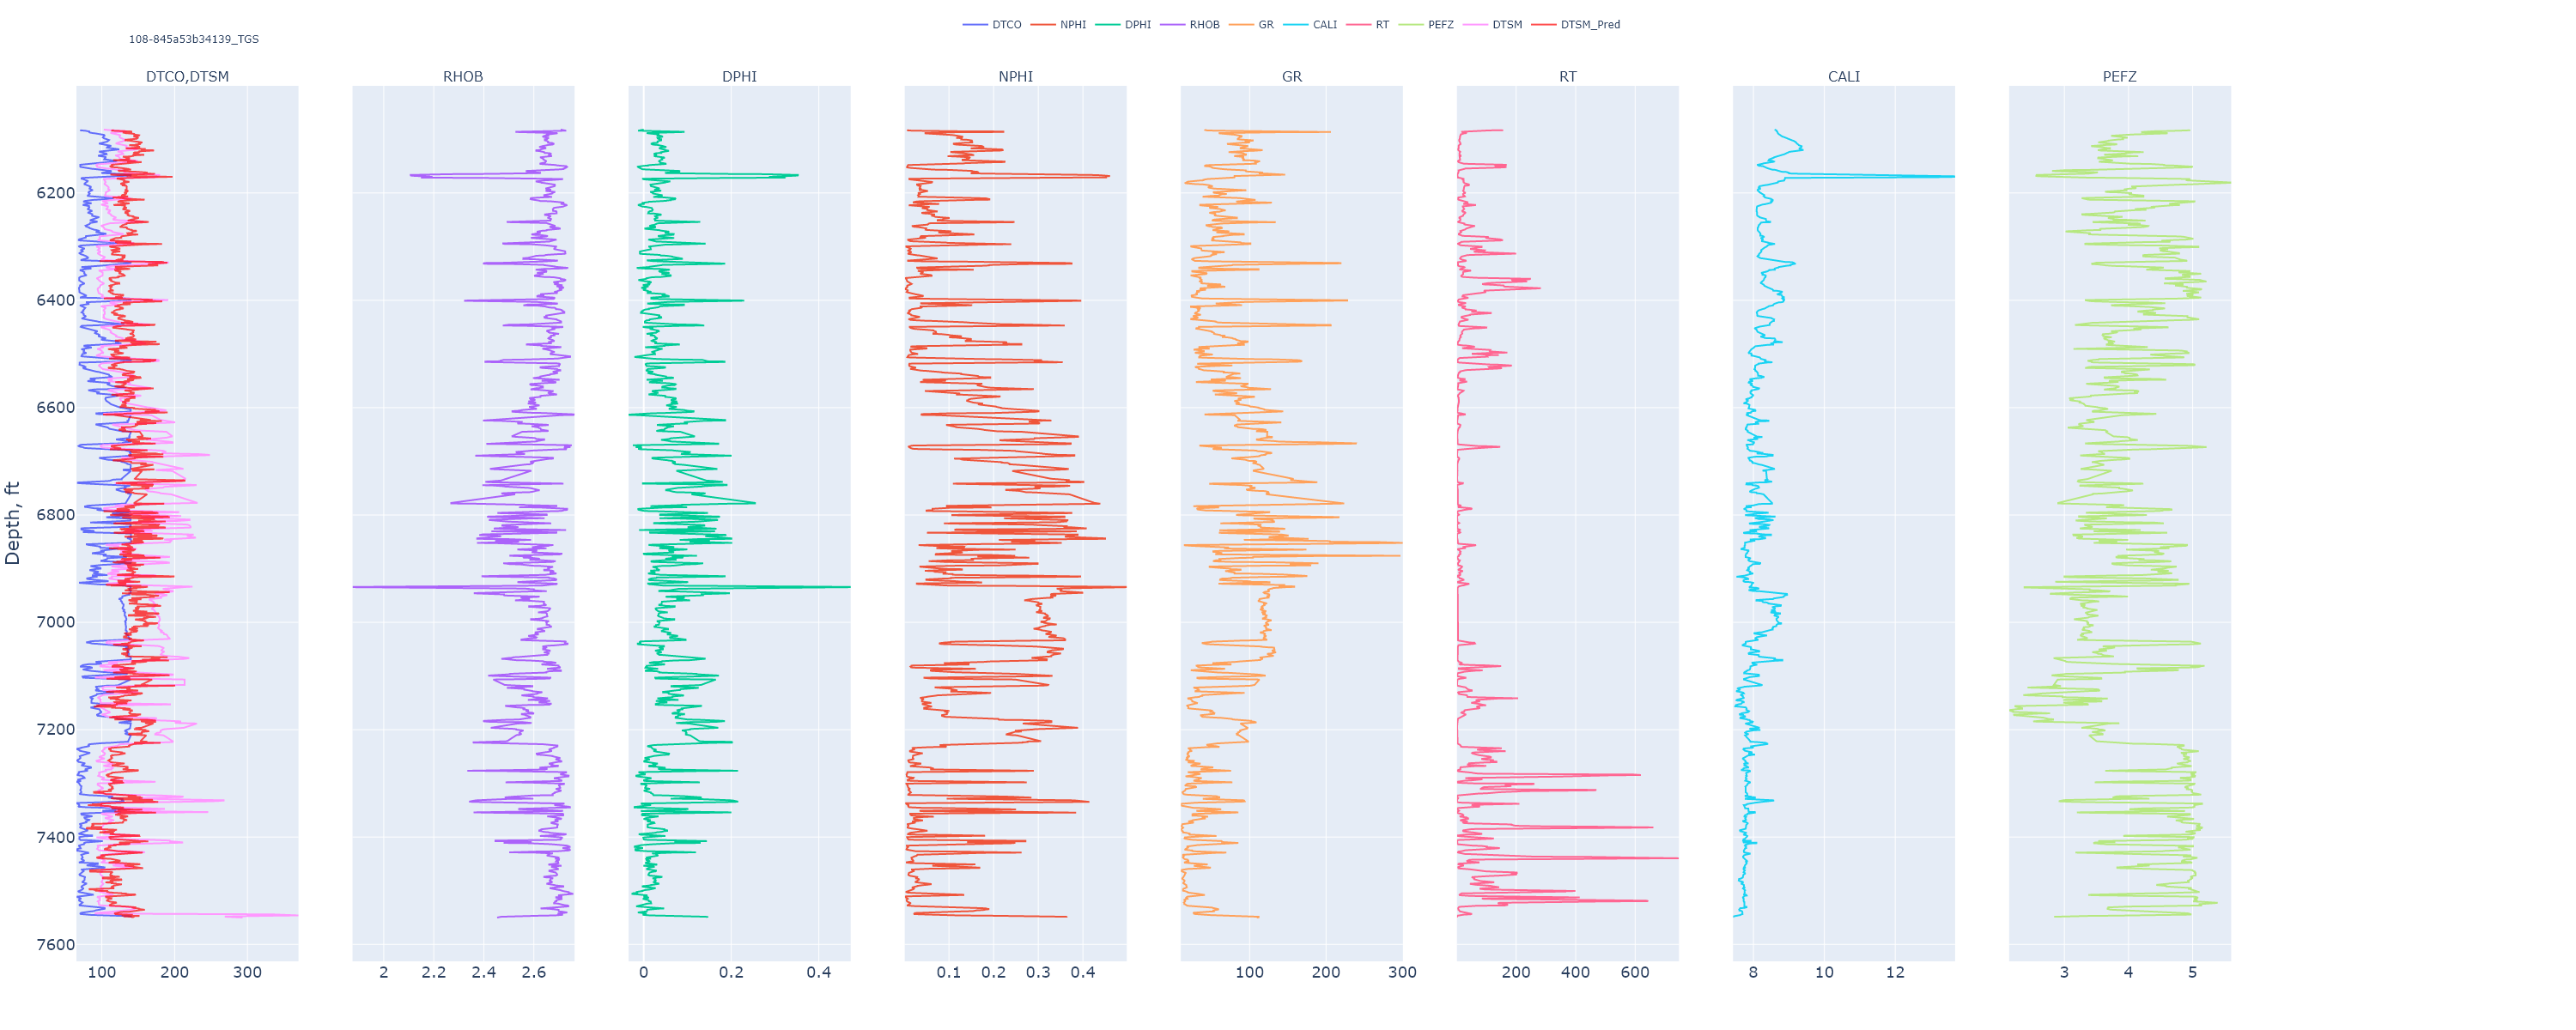 DTCO NPHI DPHI RHOB GR CALI RT PEFZ DTSM DTSM_Pred
108-845a53b34139_TGS
DTCO,DTSM RHOB DPHI NPHI GR RT CALI PEFZ
6200
6400
6600
6800
7000
7200
7400
7600
Depth, ft
100 200 300 2 2.2 2.4 2.6 0 0.2 0.4 0.1 0.2 0.3 0.4 100 200 300 200 400 600 8 10 12 3 4 5